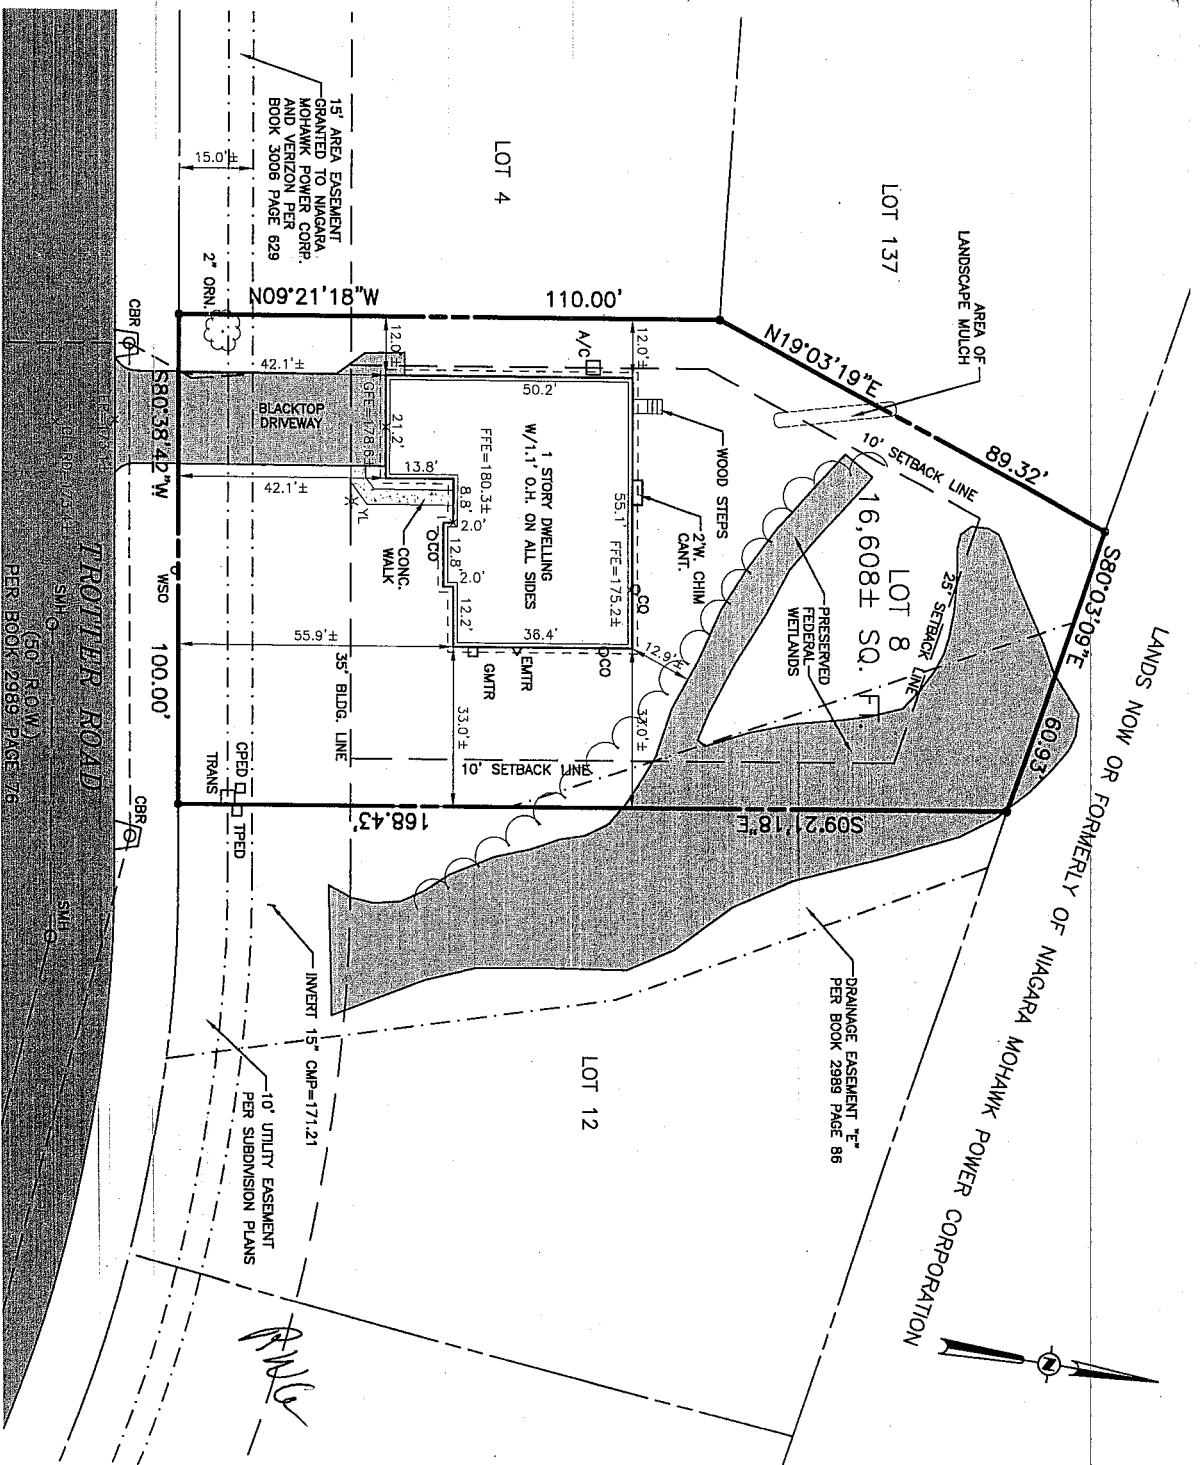 LANDS NOW OR FORMERLY OF NIAGARA MOHAWK POWER CORPORATION
LOT 137
AREA OF
LANDSCAPE MULCH
N19°03'19"E
89.32'
S80°03'09"E
60.93'
10' SETBACK LINE
25' SETBACK LINE
LOT 8
16,608± SQ. FT.
PRESERVED
FEDERAL
WETLANDS
LOT 4
N09°21'18"W
110.00'
S09°21'18"E
168.43'
12.0'±
12.0'±
A/C
WOOD STEPS
2'W. CHIM
CANT.
50.2'
55.1'
FFE=175.2±
1 STORY DWELLING
W/1.1' O.H. ON ALL SIDES
FFE=180.3±
21.2'
13.8'
8.8'
2.0'
12.8'
2.0'
12.2'
36.4'
CO
CO
CO
EMTR
GMTR
12.9'±
33.0'±
33.0'±
10' SETBACK LINE
GFE=178.6±
CONC.
WALK
YL
42.1'±
42.1'±
55.9'±
BLACKTOP
DRIVEWAY
35' BLDG. LINE
15' AREA EASEMENT
GRANTED TO NIAGARA
MOHAWK POWER CORP.
AND VERIZON PER
BOOK 3006 PAGE 629
15.0'±
2" ORN.
CPED
TRANS
TPED
DRAINAGE EASEMENT "E"
PER BOOK 2989 PAGE 86
LOT 12
INVERT 15" CMP=171.21
10' UTILITY EASEMENT
PER SUBDIVISION PLANS
S80°38'42"W
WSO
100.00'
CBR
CBR
SMH
SMH
TROTTER ROAD
(50' R.O.W.)
PER BOOK 2989 PAGE 76
N